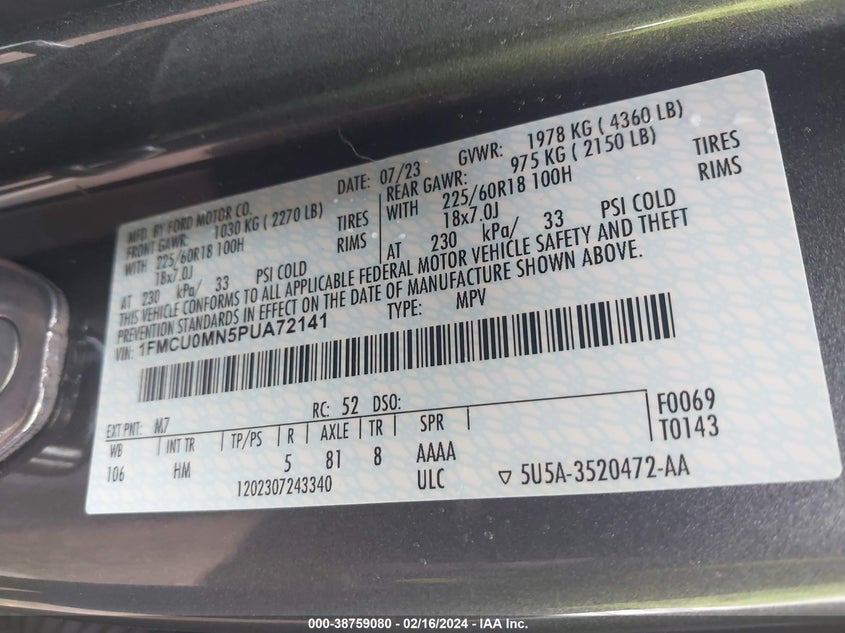 MFD. BY FORD MOTOR CO. DATE: 07/23 GVWR: 1978 KG ( 4360 LB)
FRONT GAWR: 1030 KG ( 2270 LB) REAR GAWR: 975 KG ( 2150 LB)
WITH 225/60R18 100H TIRES WITH 225/60R18 100H TIRES
18x7.0J RIMS 18x7.0J RIMS
AT 230 kPa/ 33 PSI COLD AT 230 kPa/ 33 PSI COLD
THIS VEHICLE CONFORMS TO ALL APPLICABLE FEDERAL MOTOR VEHICLE SAFETY AND THEFT
PREVENTION STANDARDS IN EFFECT ON THE DATE OF MANUFACTURE SHOWN ABOVE.
VIN: 1FMCU0MN5PUA72141 TYPE: MPV
EXT PNT: M7 RC: 52 DSO:
WB INT TR TP/PS R AXLE TR SPR F0069
106 HM 5 81 8 AAAA T0143
1202307243340 ULC ▽ 5U5A-3520472-AA
000-38759080 - 02/16/2024 - IAA Inc.